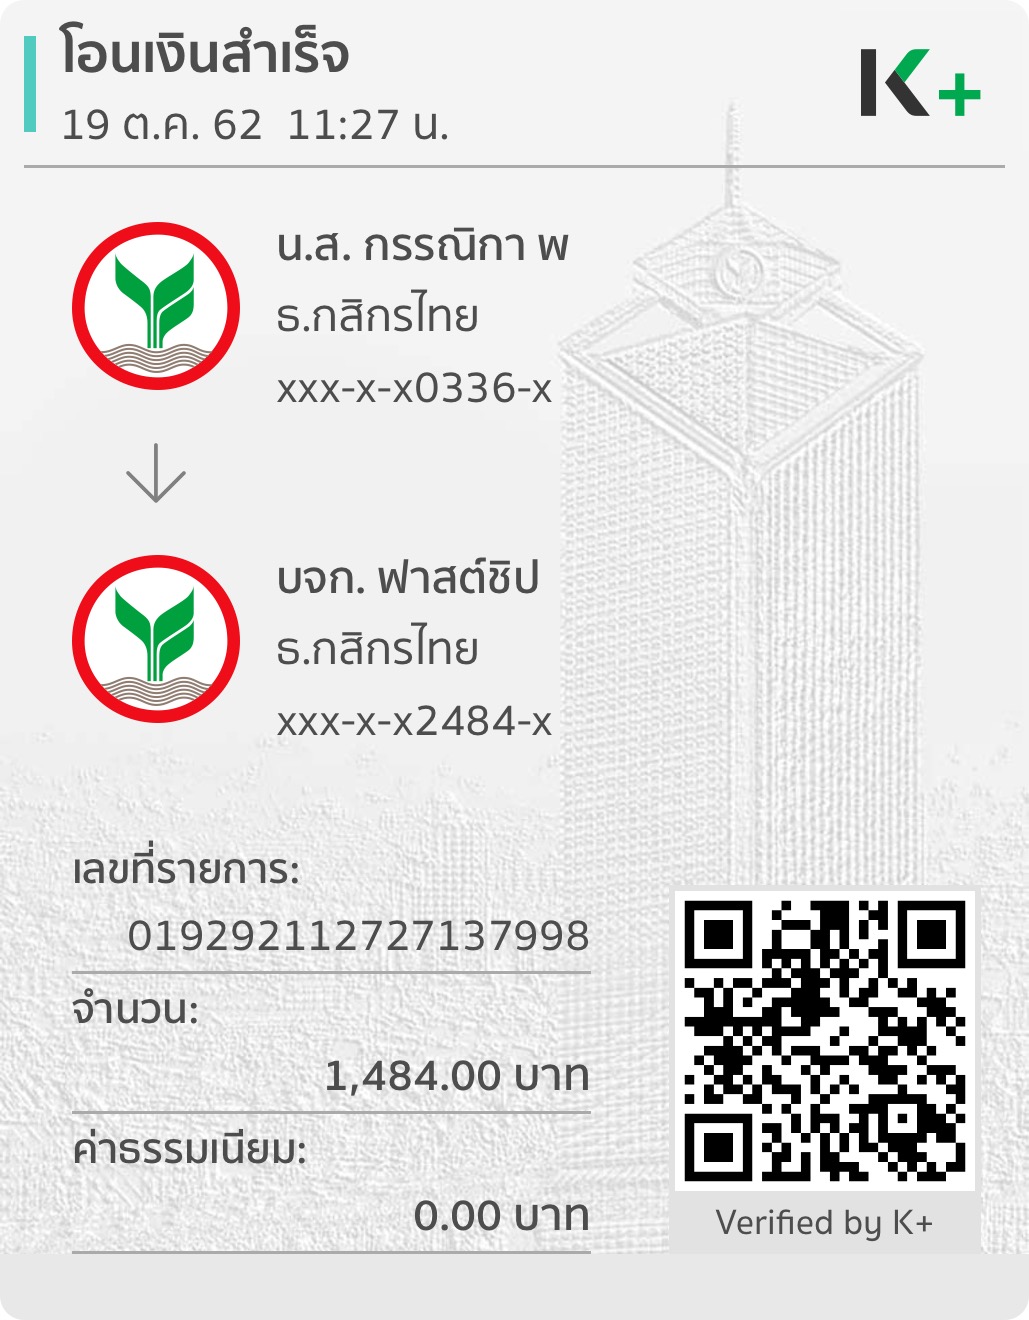 โอนเงินสำเร็จ
19 ต.ค. 62 11:27 น.
K+
น.ส. กรรณิกา พ
ธ.กสิกรไทย
xxx-x-x0336-x
บจก. ฟาสต์ชิป
ธ.กสิกรไทย
xxx-x-x2484-x
เลขที่รายการ:
019292112727137998
จำนวน:
1,484.00 บาท
ค่าธรรมเนียม:
0.00 บาท
Verified by K+